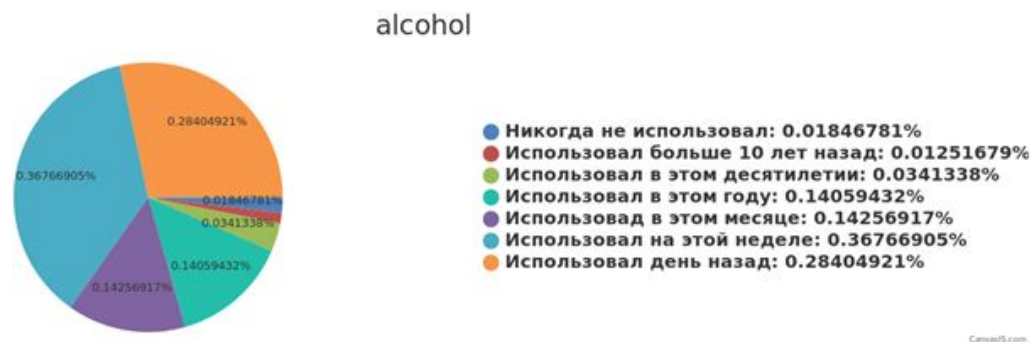 alcohol
0.28404921%
0.36766905%
0.01846781%
0.0341338%
0.14059432%
0.14256917%
Никогда не использовал: 0.01846781%
Использовал больше 10 лет назад: 0.01251679%
Использовал в этом десятилетии: 0.0341338%
Использовал в этом году: 0.14059432%
Использовад в этом месяце: 0.14256917%
Использовал на этой неделе: 0.36766905%
Использовал день назад: 0.28404921%
CanvasJS.com